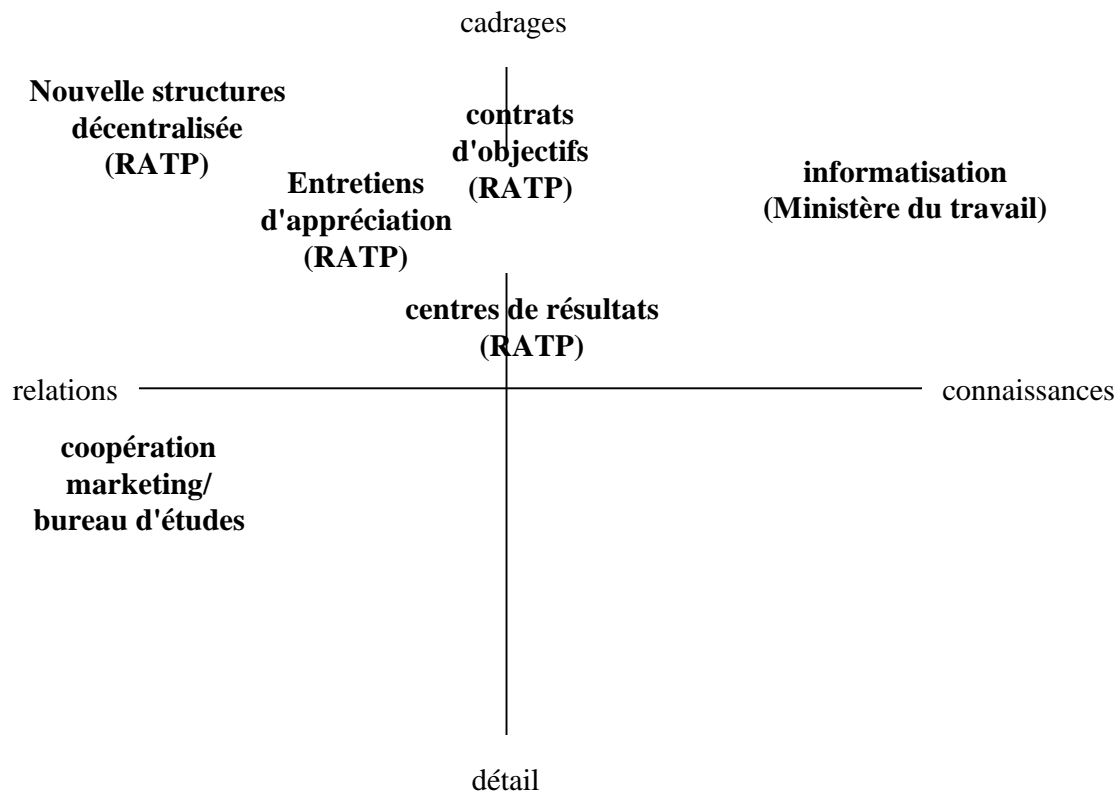 cadrages
Nouvelle structures
décentralisée
(RATP)
contrats
d'objectifs
(RATP)
Entretiens
d'appréciation
(RATP)
informatisation
(Ministère du travail)
centres de résultats
(RATP)
relations
connaissances
coopération
marketing/
bureau d'études
détail